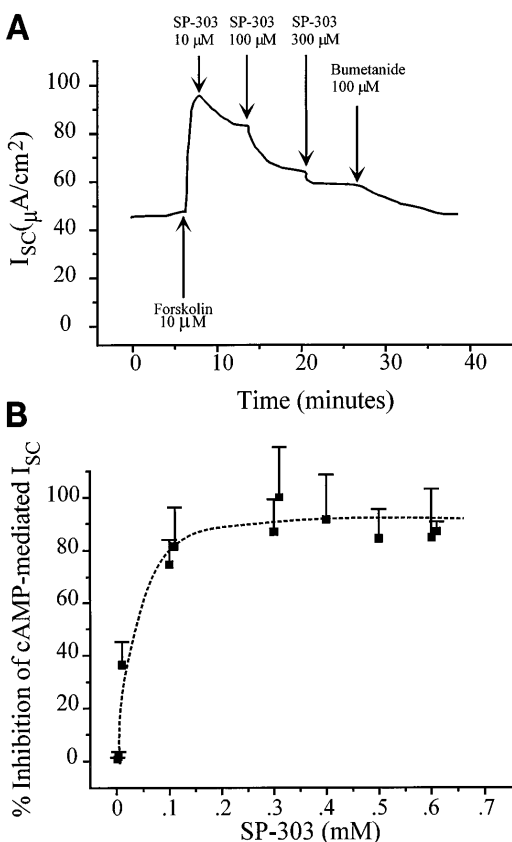 A
SP-303
10 μM
SP-303
100 μM
SP-303
300 μM
Bumetanide
100 μM
I_SC(μA/cm2)
100
80
60
40
20
0
Forskolin
10 μM
0
10
20
30
40
Time (minutes)
B
% Inhibition of cAMP-mediated I_SC
100
80
60
40
20
0
0
.1
.2
.3
.4
.5
.6
.7
SP-303 (mM)